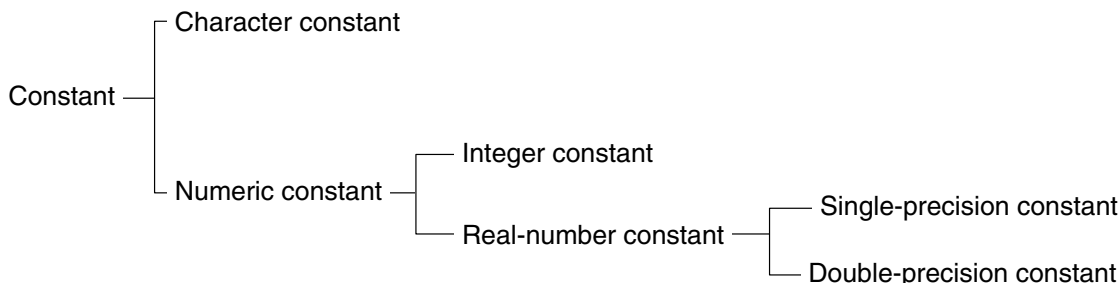 Character constant
Constant
Integer constant
Numeric constant
Single-precision constant
Real-number constant
Double-precision constant